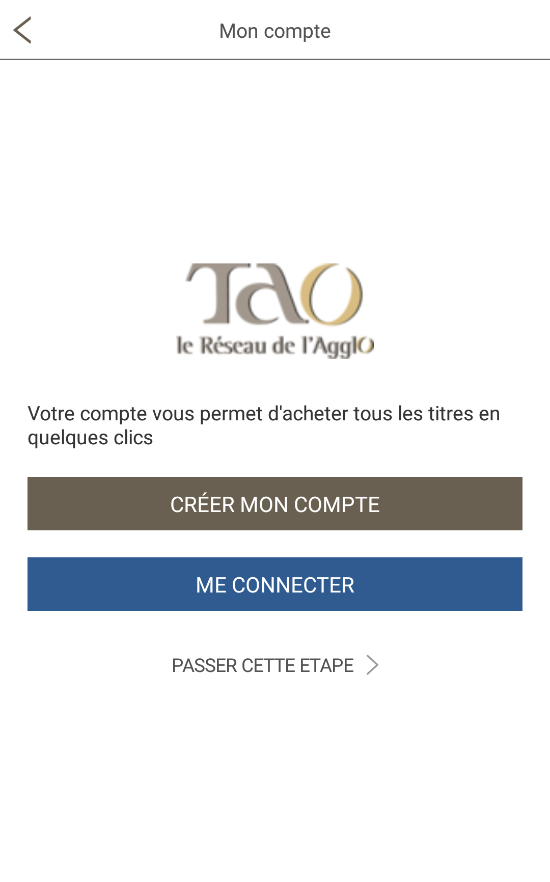 Mon compte
TAO
le Réseau de l'AgglO
Votre compte vous permet d'acheter tous les titres en
quelques clics
CRÉER MON COMPTE
ME CONNECTER
PASSER CETTE ETAPE